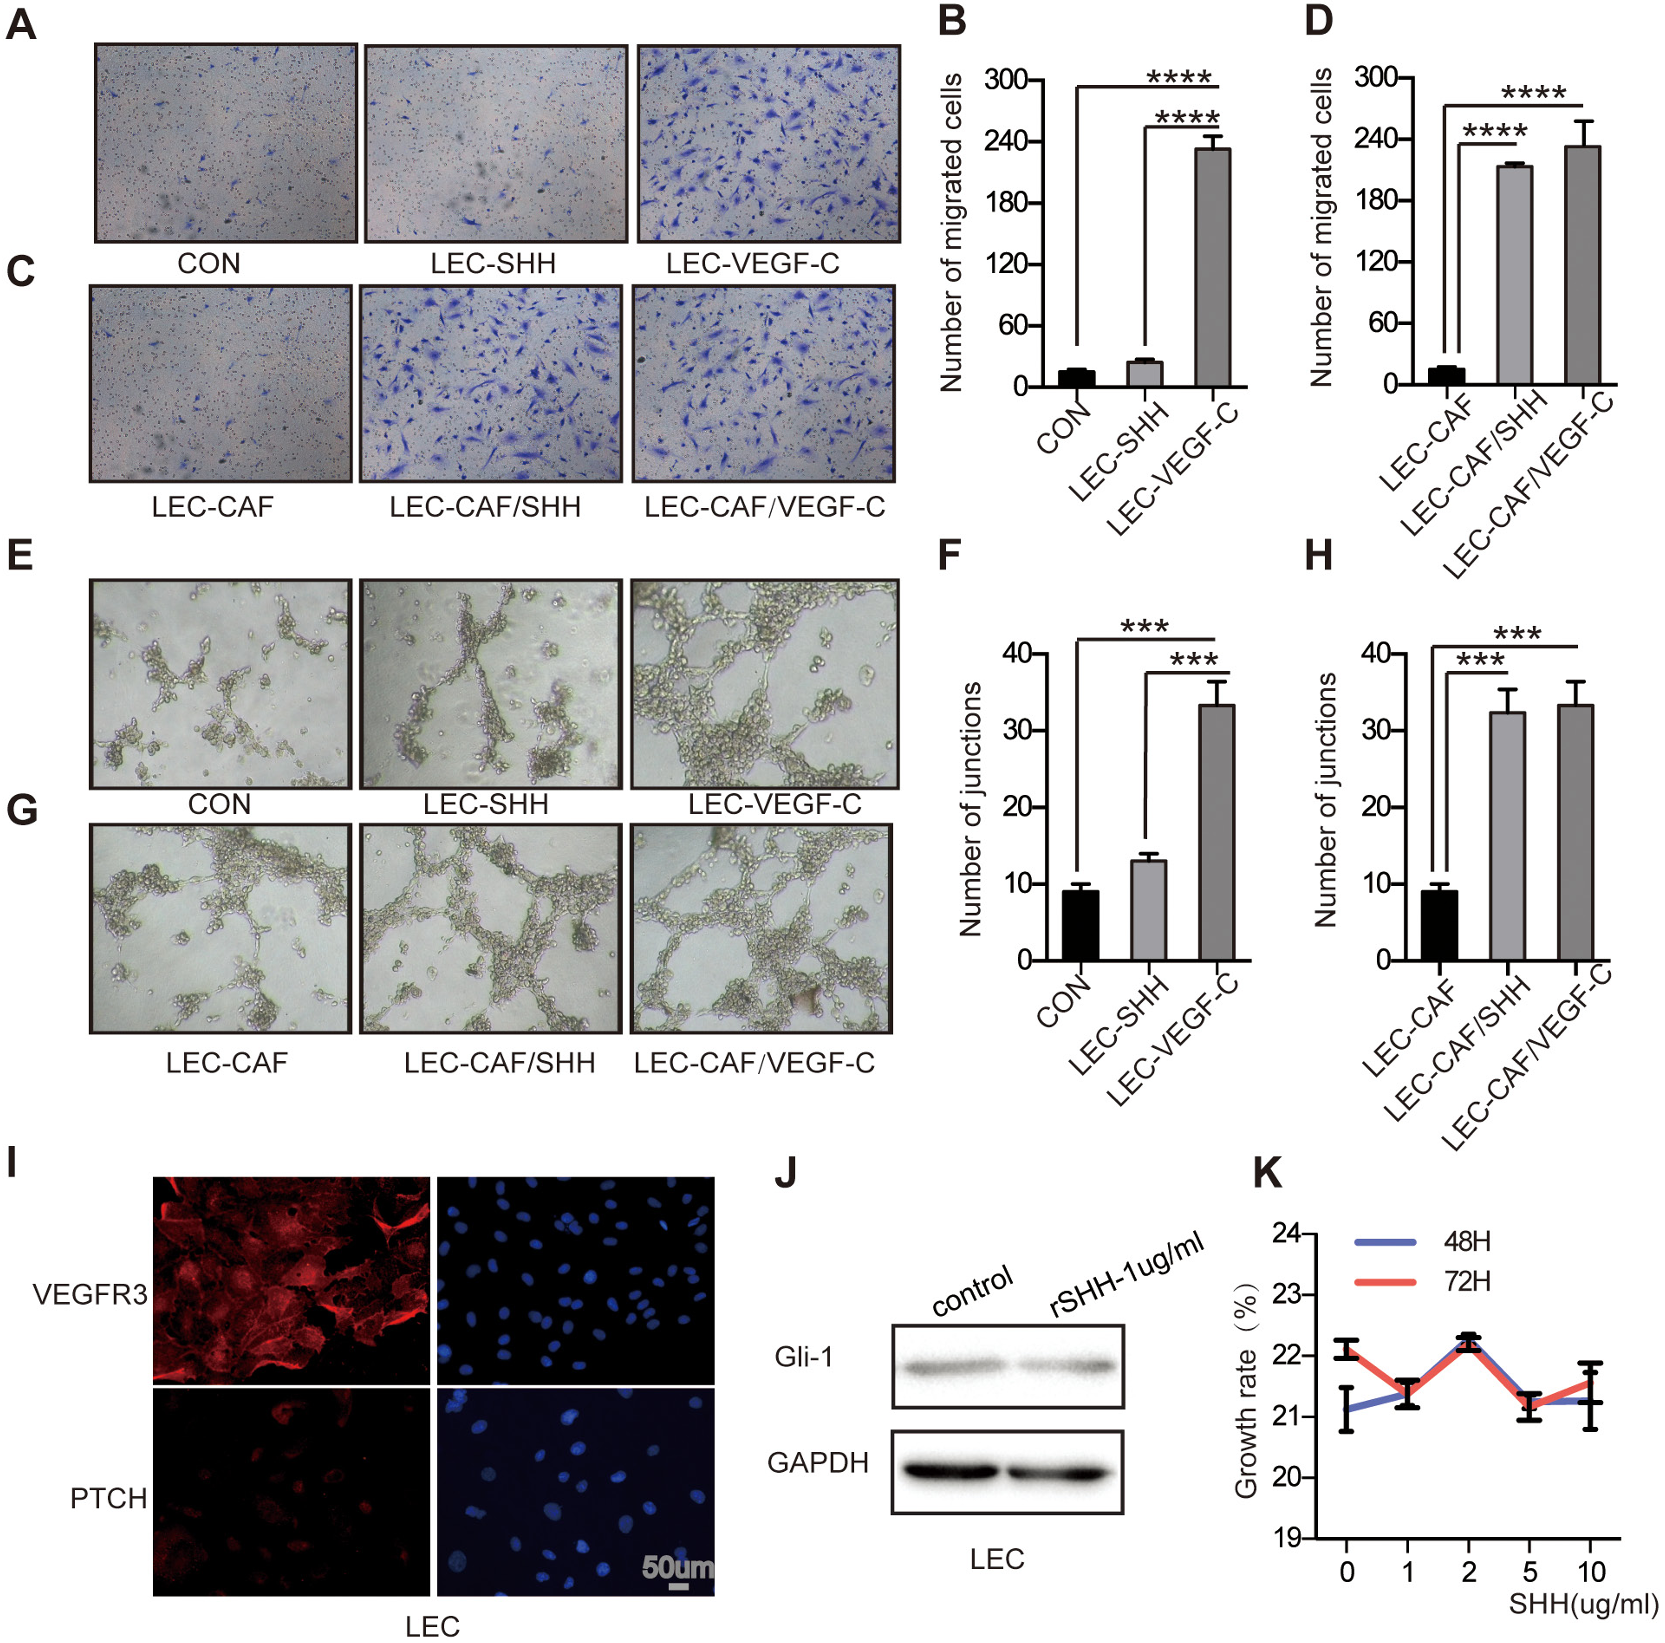 A
CON
LEC-SHH
LEC-VEGF-C
B
Number of migrated cells
300
240
180
120
60
0
****
****
CON
LEC-SHH
LEC-VEGF-C
C
LEC-CAF
LEC-CAF/SHH
LEC-CAF/VEGF-C
D
Number of migrated cells
300
240
180
120
60
0
****
****
LEC-CAF
LEC-CAF/SHH
LEC-CAF/VEGF-C
E
CON
LEC-SHH
LEC-VEGF-C
F
Number of junctions
40
30
20
10
0
***
***
CON
LEC-SHH
LEC-VEGF-C
G
LEC-CAF
LEC-CAF/SHH
LEC-CAF/VEGF-C
H
Number of junctions
40
30
20
10
0
***
***
LEC-CAF
LEC-CAF/SHH
LEC-CAF/VEGF-C
I
VEGFR3
PTCH
50um
LEC
J
control
rSHH-1ug/ml
Gli-1
GAPDH
LEC
K
Growth rate (%)
24
23
22
21
20
19
48H
72H
0
1
2
5
10
SHH(ug/ml)